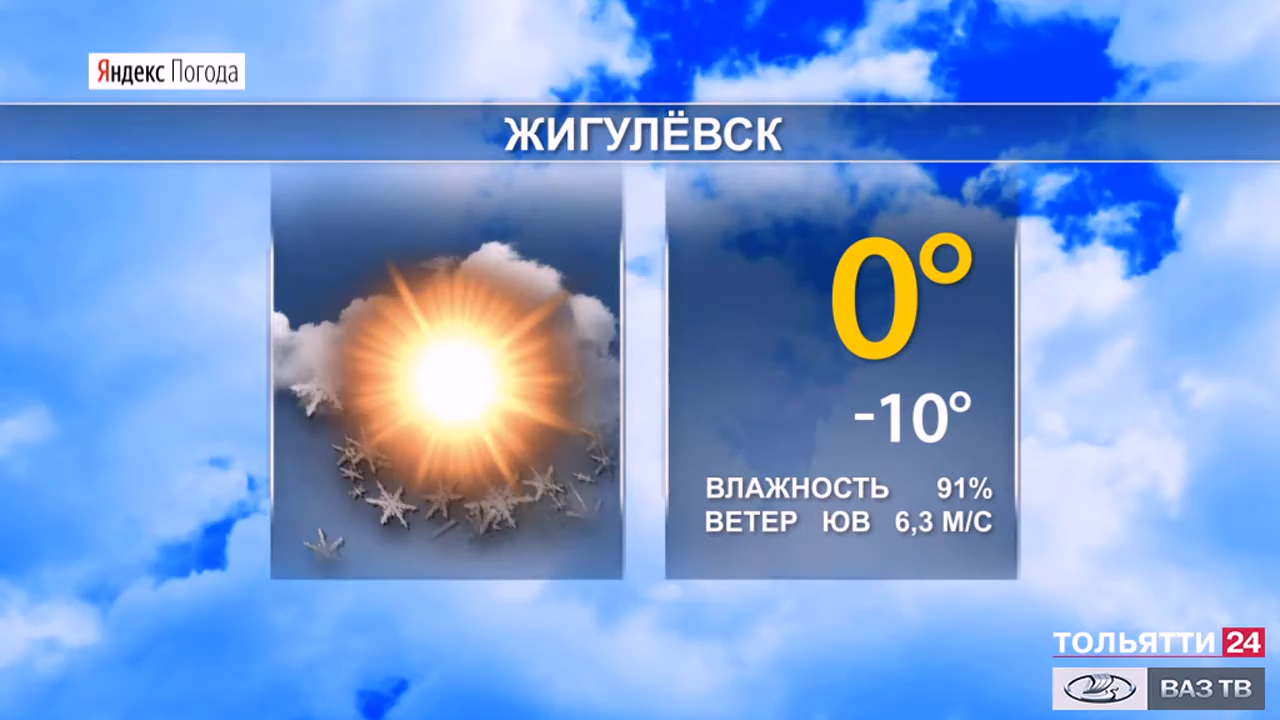 Яндекс Погода
ЖИГУЛЁВСК
0°
-10°
ВЛАЖНОСТЬ 91%
ВЕТЕР ЮВ 6,3 М/С
ТОЛЬЯТТИ 24
ВАЗ ТВ